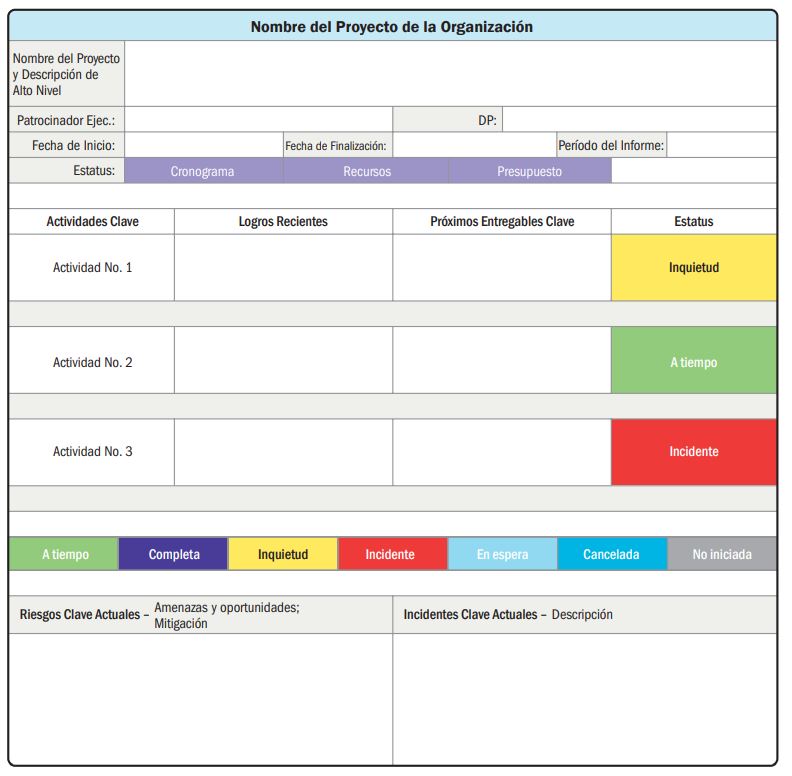 Nombre del Proyecto de la Organización
Nombre del Proyecto
y Descripción de
Alto Nivel
Patrocinador Ejec.: DP:
Fecha de Inicio: Fecha de Finalización: Período del Informe:
Estatus: Cronograma Recursos Presupuesto
Actividades Clave Logros Recientes Próximos Entregables Clave Estatus
Actividad No. 1 Inquietud
Actividad No. 2 A tiempo
Actividad No. 3 Incidente
A tiempo Completa Inquietud Incidente En espera Cancelada No iniciada
Riesgos Clave Actuales – Amenazas y oportunidades;
Mitigación
Incidentes Clave Actuales – Descripción